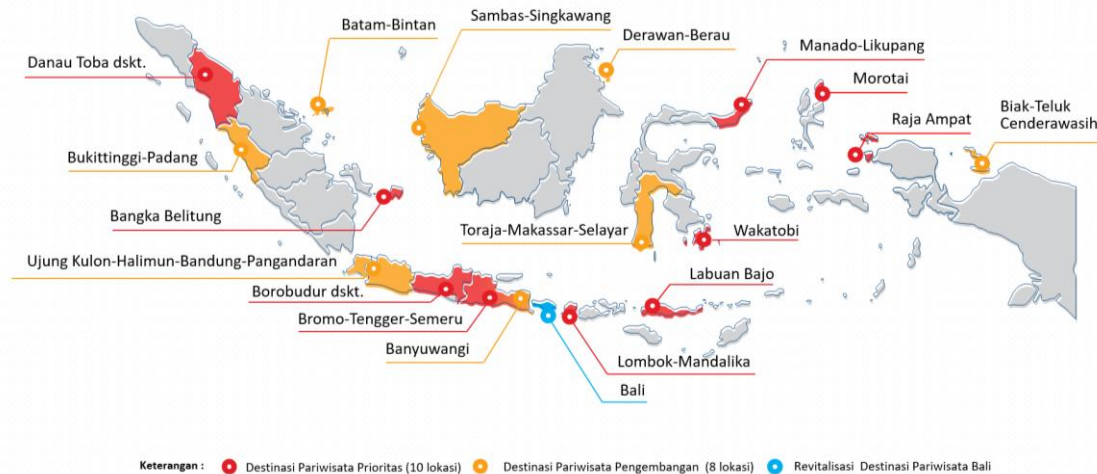 Sambas-Singkawang
Batam-Bintan
Derawan-Berau
Manado-Likupang
Danau Toba dskt.
Morotai
Biak-Teluk
Cenderawasih
Raja Ampat
Bukittinggi-Padang
Bangka Belitung
Toraja-Makassar-Selayar
Wakatobi
Ujung Kulon-Halimun-Bandung-Pangandaran
Labuan Bajo
Borobudur dskt.
Bromo-Tengger-Semeru
Banyuwangi
Lombok-Mandalika
Bali
Keterangan : Destinasi Pariwisata Prioritas (10 lokasi) Destinasi Pariwisata Pengembangan (8 lokasi) Revitalisasi Destinasi Pariwisata Bali